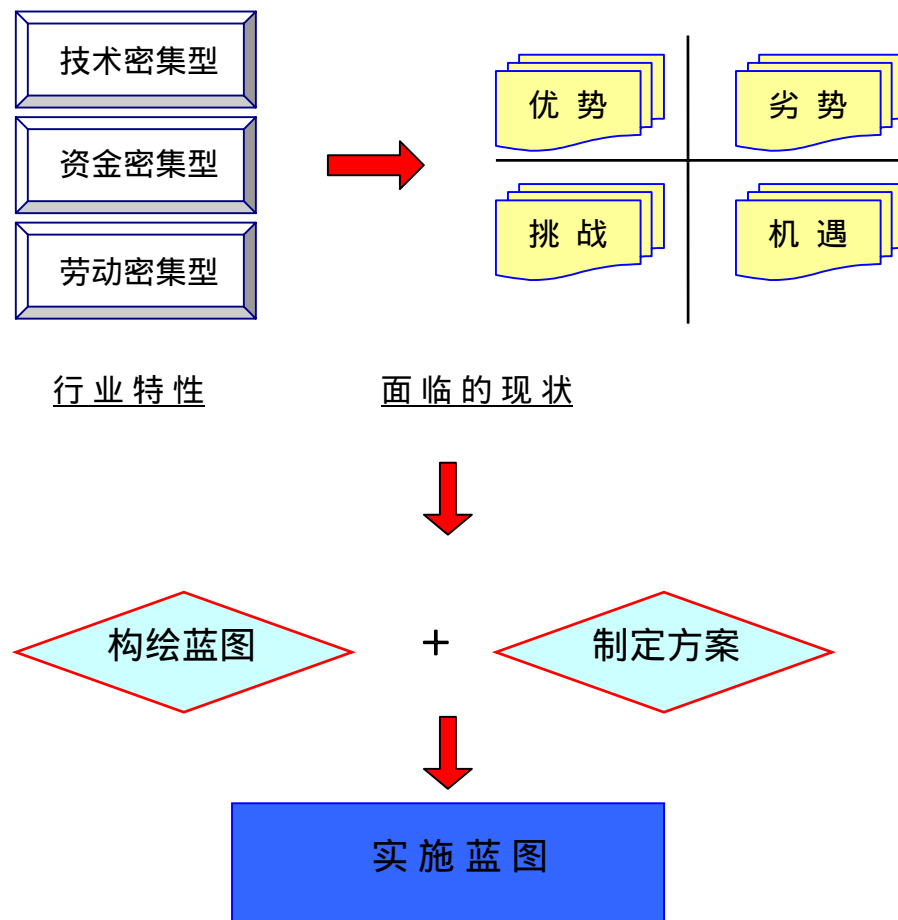 技术密集型
资金密集型
劳动密集型
优 势
劣 势
挑 战
机 遇
行 业 特 性
面 临 的 现 状
构绘蓝图
+
制定方案
实 施 蓝 图